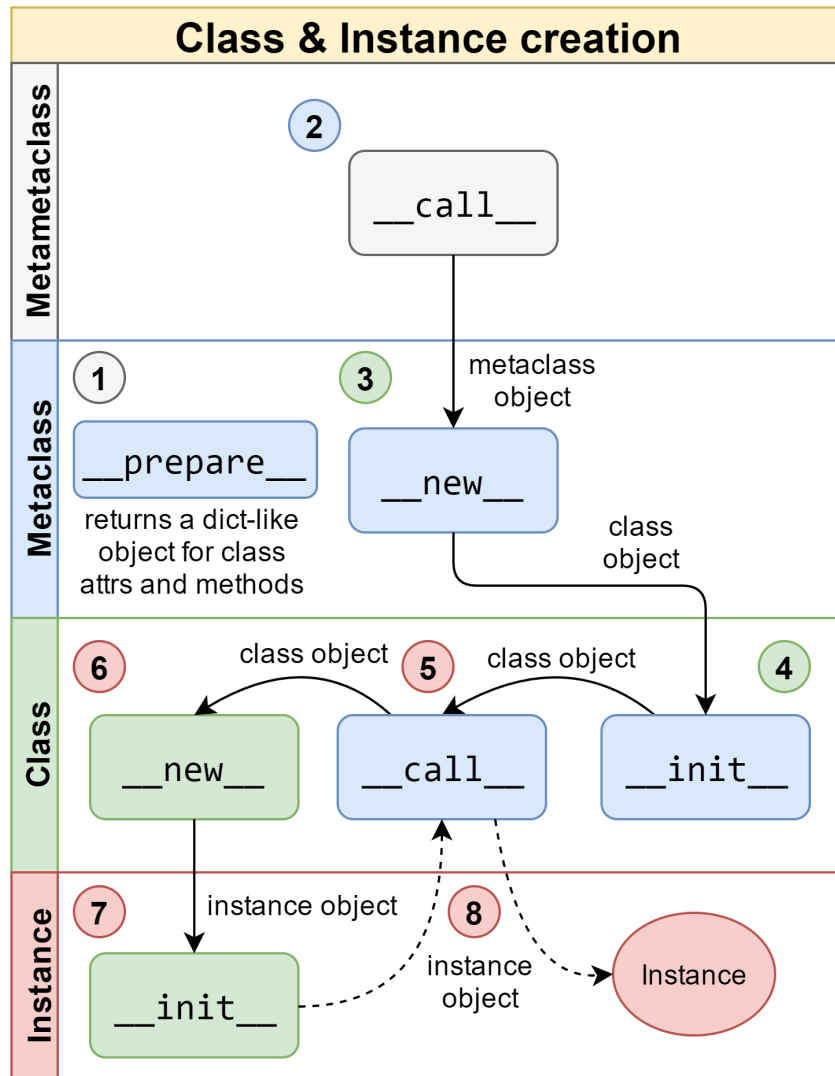 Class & Instance creation
Metametaclass
2
__call__
metaclass
object
Metaclass
1
3
__prepare__
returns a dict-like
object for class
attrs and methods
__new__
class
object
Class
6
class object
5
class object
4
__new__
__call__
__init__
Instance
7
instance object
8
instance
object
__init__
Instance